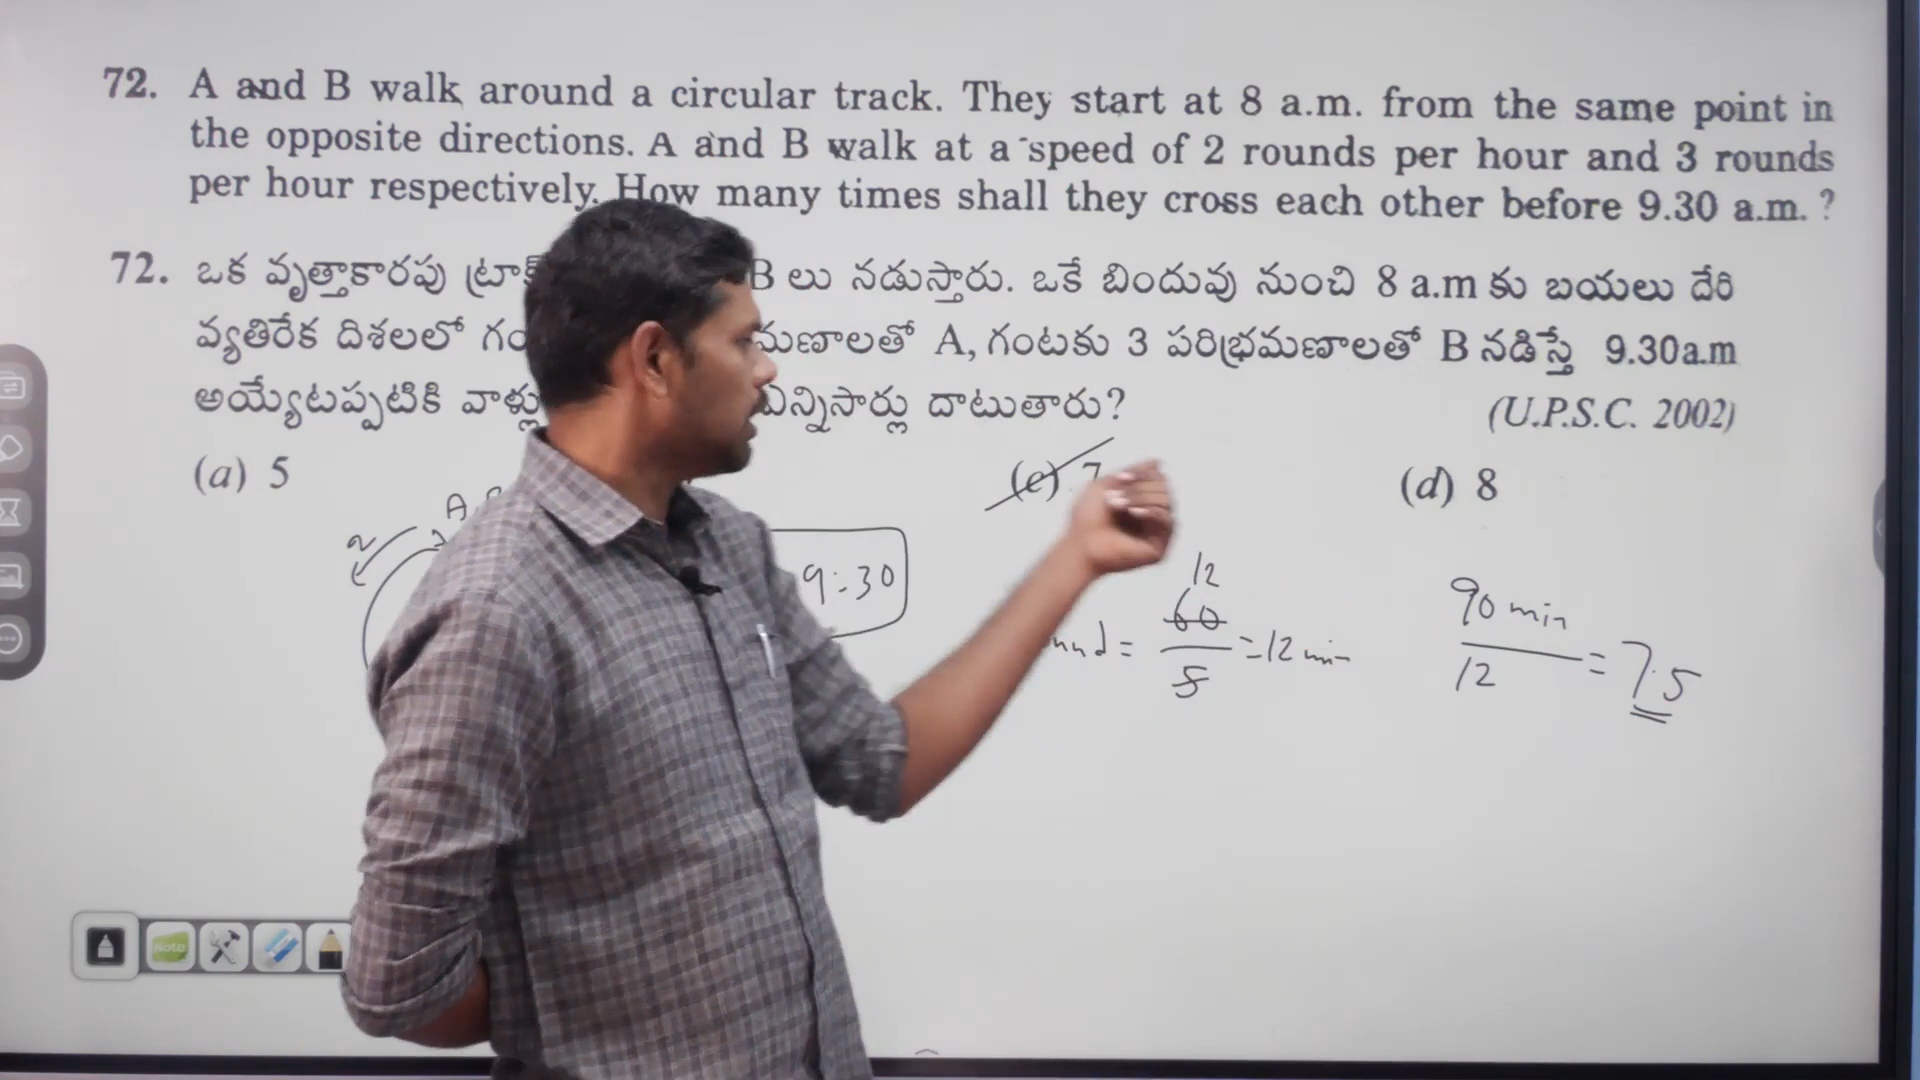 72. A and B walk around a circular track. They start at 8 a.m. from the same point in
the opposite directions. A and B walk at a speed of 2 rounds per hour and 3 rounds
per hour respectively. How many times shall they cross each other before 9.30 a.m. ?
72. ఒక వృత్తాకారపు B లు నడుస్తారు. ఒకే బిందువు నుంచి 8 a.m కు బయలు దేరి
వ్యతిరేక దిశలలో A, గంటకు 3 పరిభ్రమణాలతో B నడిస్తే 9.30a.m
అయ్యేటప్పటికి దాటుతారు?
(U.P.S.C. 2002)
(a) 5 (c) 7 (d) 8
A
2
9:30
12
60
= 12 min
5
90 min
= 7.5
12
Note